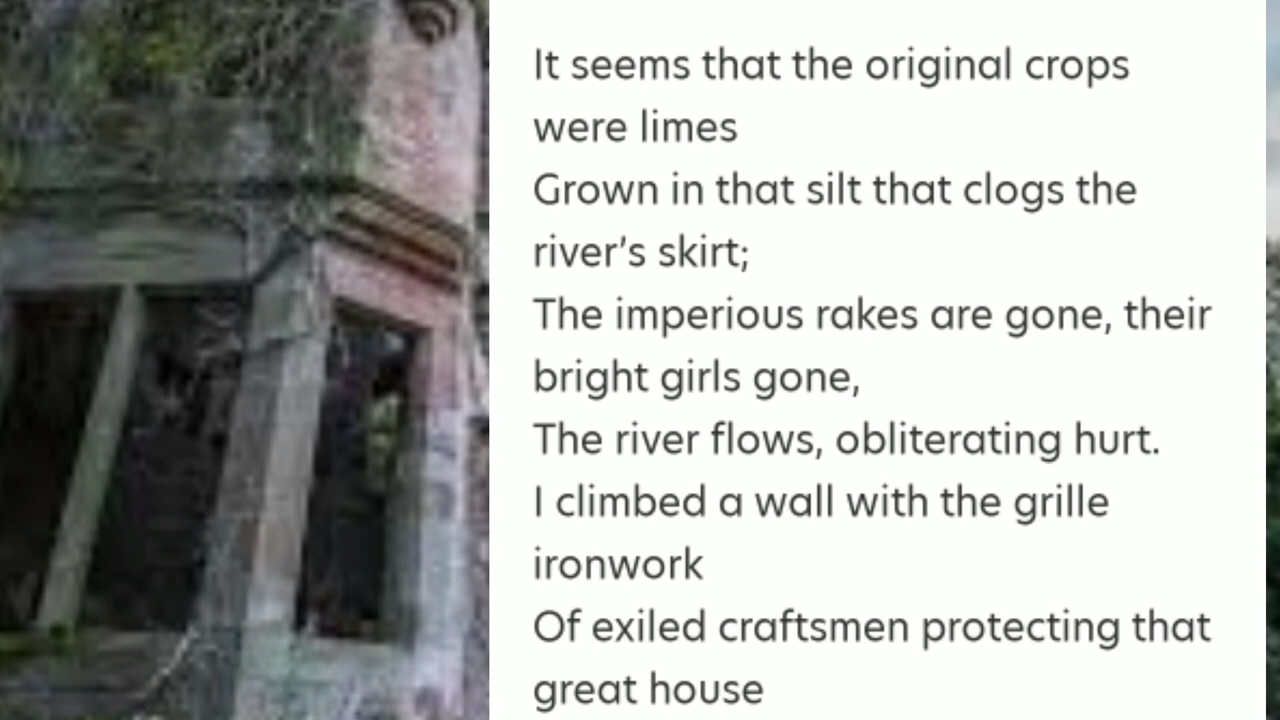 It seems that the original crops
were limes
Grown in that silt that clogs the
river’s skirt;
The imperious rakes are gone, their
bright girls gone,
The river flows, obliterating hurt.
I climbed a wall with the grille
ironwork
Of exiled craftsmen protecting that
great house